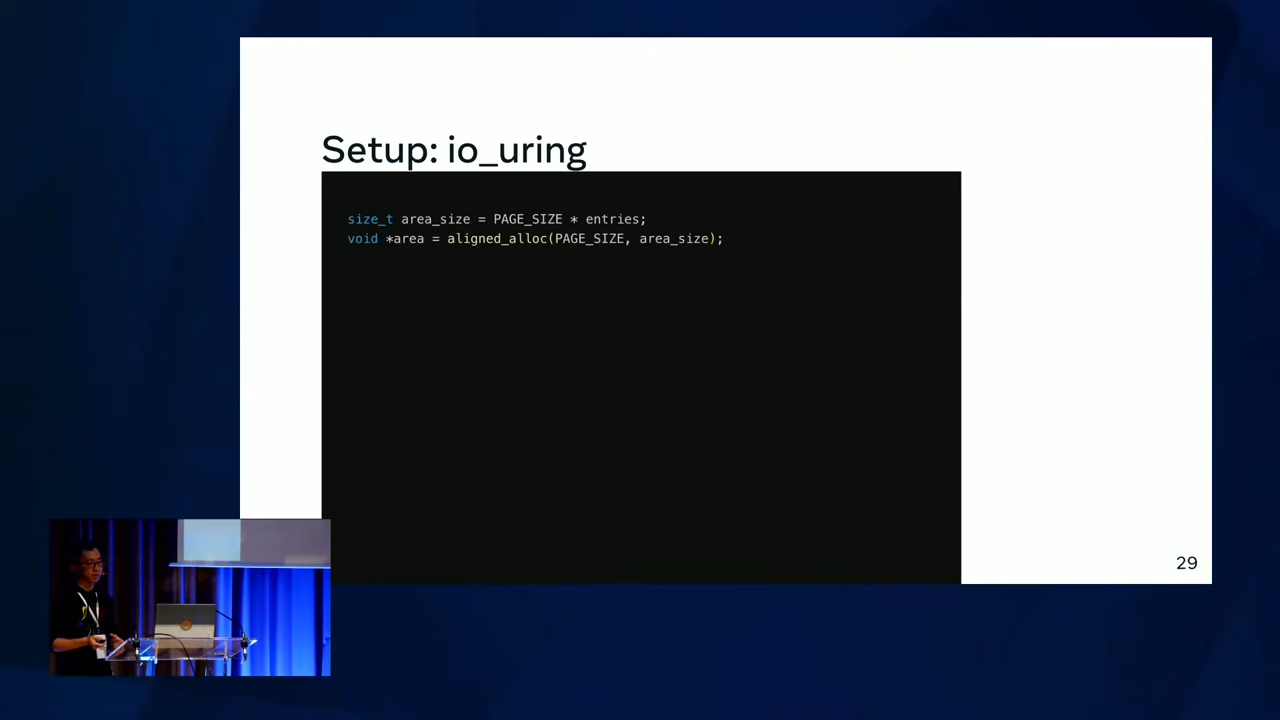 Setup: io_uring
size_t area_size = PAGE_SIZE * entries;
void *area = aligned_alloc(PAGE_SIZE, area_size);
29